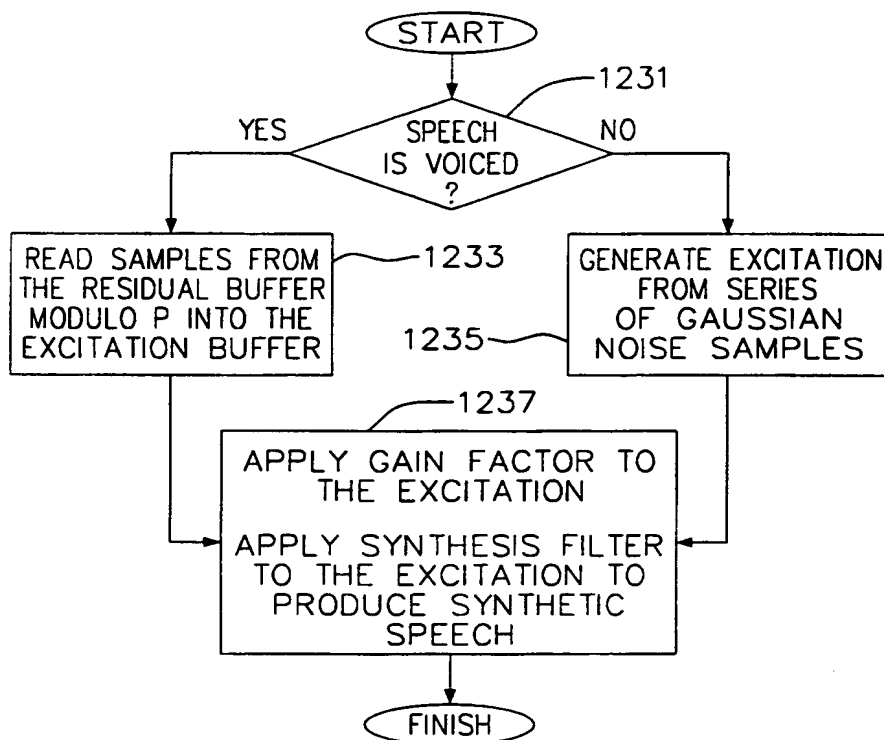 START
1231
YES
SPEECH
IS VOICED
?
NO
READ SAMPLES FROM
THE RESIDUAL BUFFER
MODULO P INTO THE
EXCITATION BUFFER
1233
GENERATE EXCITATION
FROM SERIES
OF GAUSSIAN
NOISE SAMPLES
1235
1237
APPLY GAIN FACTOR TO
THE EXCITATION
APPLY SYNTHESIS FILTER
TO THE EXCITATION TO
PRODUCE SYNTHETIC
SPEECH
FINISH